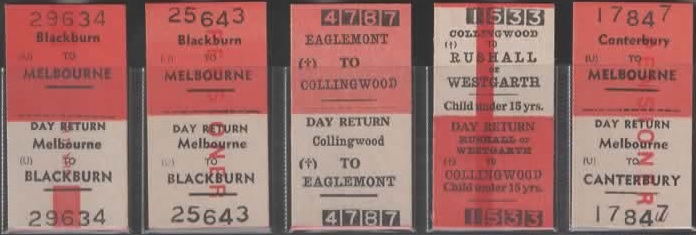 29634
Blackburn
(U) TO
MELBOURNE
DAY RETURN
Melbourne
(U) TO
BLACKBURN
29634
25643
Blackburn
(U) TO
MELBOURNE
DAY RETURN
Melbourne
(U) TO
BLACKBURN
25643
PENSIONER
4787
EAGLEMONT
(†) TO
COLLINGWOOD
DAY RETURN
Collingwood
(†) TO
EAGLEMONT
4787
1533
COLLINGWOOD
(†) TO
RUSHALL
OR
WESTGARTH
Child under 15 yrs.
DAY RETURN
RUSHALL OR
WESTGARTH
(†) TO
COLLINGWOOD
Child under 15 yrs.
1533
17847
Canterbury
(U) TO
MELBOURNE
DAY RETURN
Melbourne
(U) TO
CANTERBURY
17847
PENSIONER